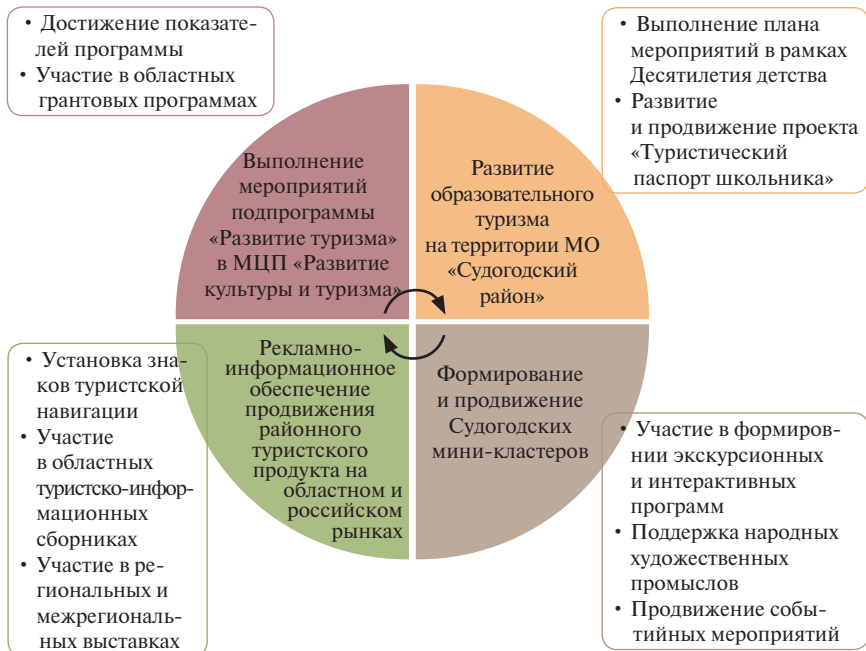 • Достижение показате-
лей программы
• Участие в областных
грантовых программах
• Выполнение плана
мероприятий в рамках
Десятилетия детства
• Развитие
и продвижение проекта
«Туристический
паспорт школьника»
Выполнение
мероприятий
подпрограммы
«Развитие туризма»
в МЦП «Развитие
культуры и туризма»
Развитие
образовательного
туризма
на территории МО
«Судогодский
район»
• Установка зна-
ков туристской
навигации
• Участие
в областных
туристско-инфор-
мационных
сборниках
• Участие в ре-
гиональных и
межрегиональ-
ных выставках
Рекламно-
информационное
обеспечение
продвижения
районного
туристского
продукта на
областном и
российском
рынках
Формирование
и продвижение
Судогодских
мини-кластеров
• Участие в формиров-
нии экскурсионных
и интерактивных
программ
• Поддержка народных
художественных
промыслов
• Продвижение собы-
тийных мероприятий